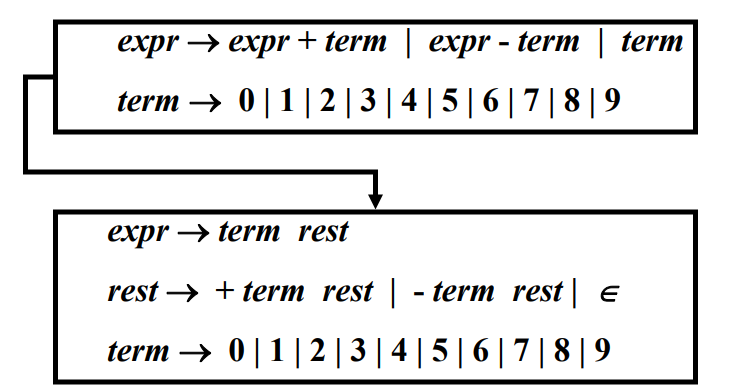 expr → expr + term | expr - term | term
term → 0 | 1 | 2 | 3 | 4 | 5 | 6 | 7 | 8 | 9
expr → term rest
rest → + term rest | - term rest | ∈
term → 0 | 1 | 2 | 3 | 4 | 5 | 6 | 7 | 8 | 9